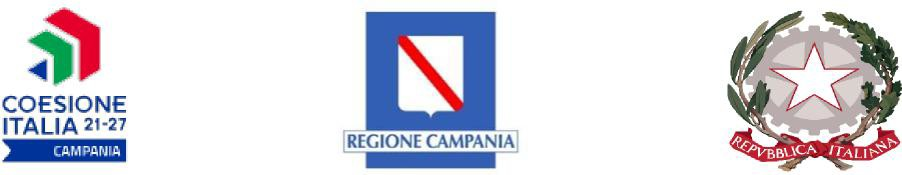 COESIONE
ITALIA 21-27
CAMPANIA
REGIONE CAMPANIA
REPVBBLICA ITALIANA